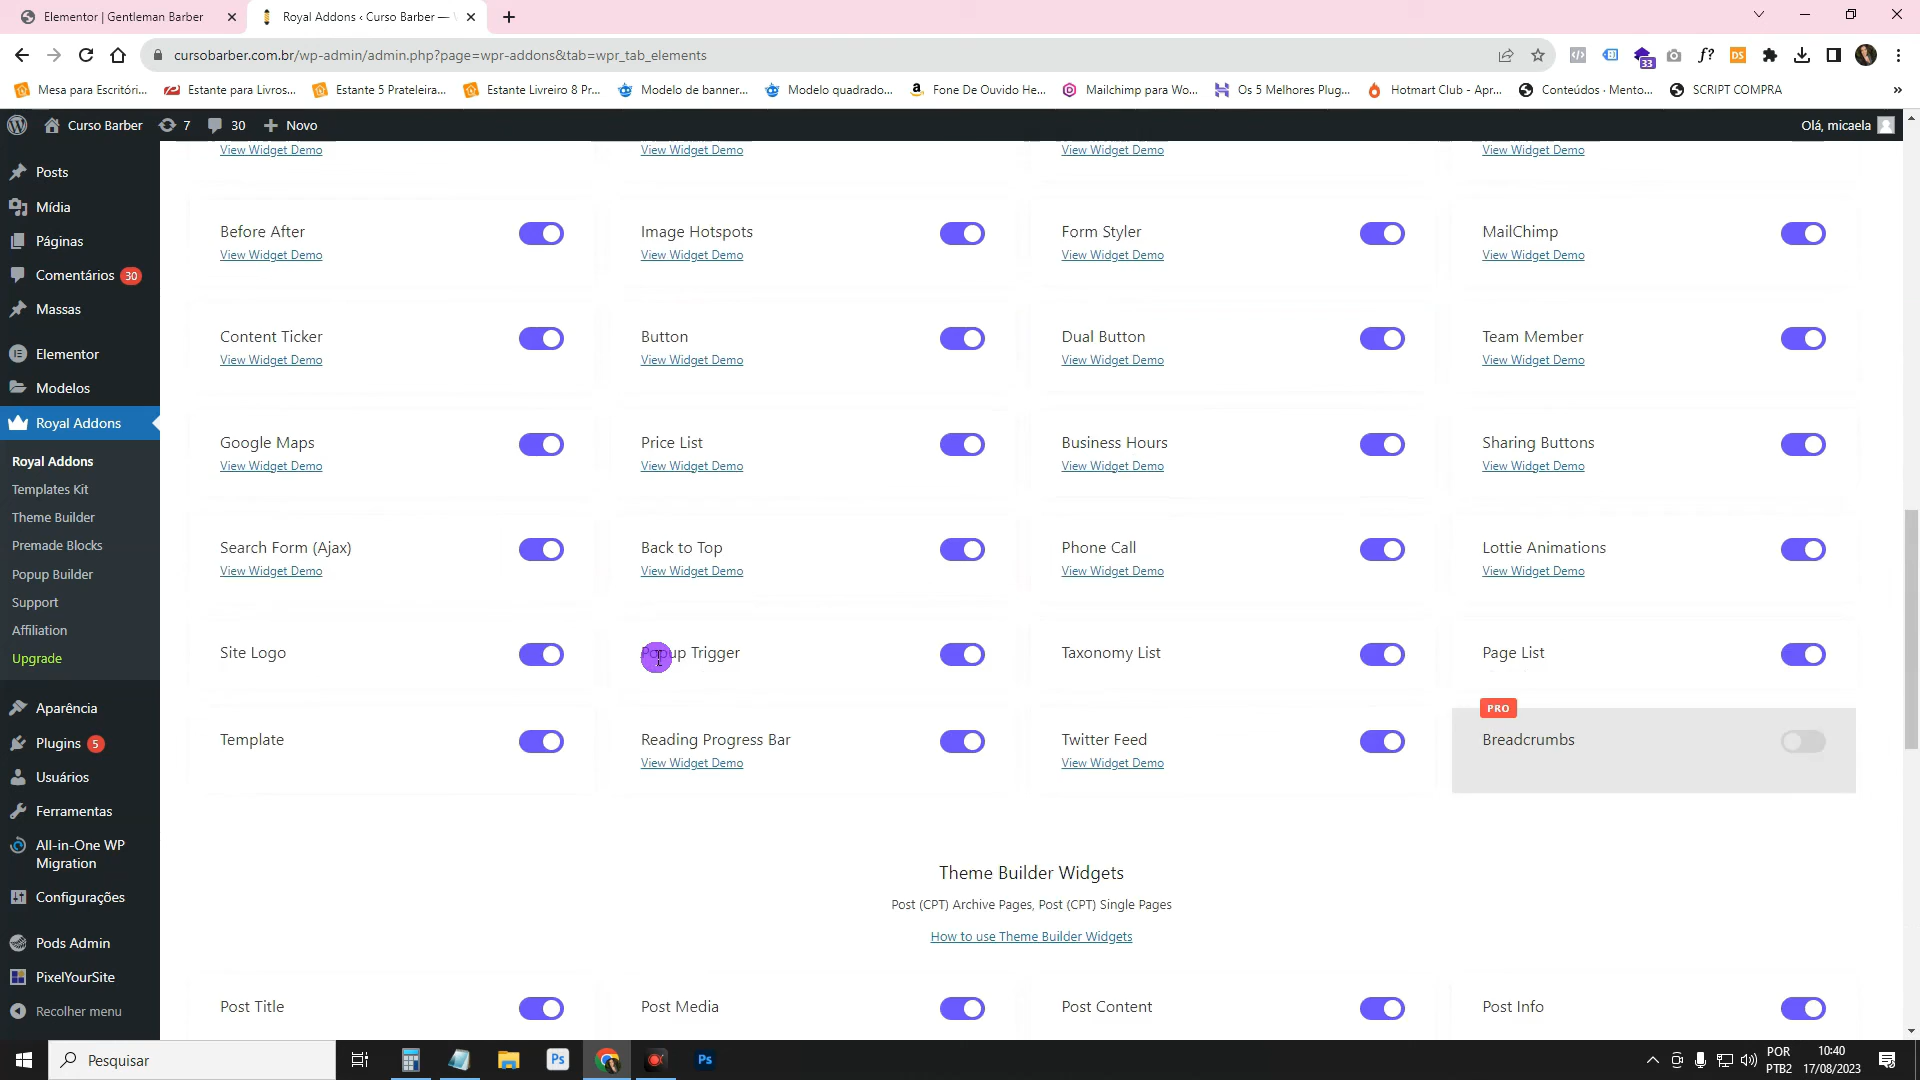 Elementor | Gentleman Barber
Royal Addons ‹ Curso Barber — 
cursobarber.com.br/wp-admin/admin.php?page=wpr-addons&tab=wpr_tab_elements
33
f?
DS
Mesa para Escritóri...
Estante para Livros...
Estante 5 Prateleira...
Estante Livreiro 8 Pr...
Modelo de banner...
Modelo quadrado...
Fone De Ouvido He...
Mailchimp para Wo...
Os 5 Melhores Plug...
Hotmart Club - Apr...
Conteúdos · Mento...
SCRIPT COMPRA
»
Curso Barber
7
30
Novo
Olá, micaela
Posts
Mídia
Páginas
Comentários 30
Massas
Elementor
Modelos
Royal Addons
Royal Addons
Templates Kit
Theme Builder
Premade Blocks
Popup Builder
Support
Affiliation
Upgrade
Aparência
Plugins 5
Usuários
Ferramentas
All-in-One WP
Migration
Configurações
Pods Admin
PixelYourSite
Recolher menu
View Widget Demo
View Widget Demo
View Widget Demo
View Widget Demo
Before After
View Widget Demo
Image Hotspots
View Widget Demo
Form Styler
View Widget Demo
MailChimp
View Widget Demo
Content Ticker
View Widget Demo
Button
View Widget Demo
Dual Button
View Widget Demo
Team Member
View Widget Demo
Google Maps
View Widget Demo
Price List
View Widget Demo
Business Hours
View Widget Demo
Sharing Buttons
View Widget Demo
Search Form (Ajax)
View Widget Demo
Back to Top
View Widget Demo
Phone Call
View Widget Demo
Lottie Animations
View Widget Demo
Site Logo
Popup Trigger
Taxonomy List
Page List
Template
Reading Progress Bar
View Widget Demo
Twitter Feed
View Widget Demo
PRO
Breadcrumbs
Theme Builder Widgets
Post (CPT) Archive Pages, Post (CPT) Single Pages
How to use Theme Builder Widgets
Post Title
Post Media
Post Content
Post Info
Pesquisar
Ps
Ps
POR
PTB2
10:40
17/08/2023